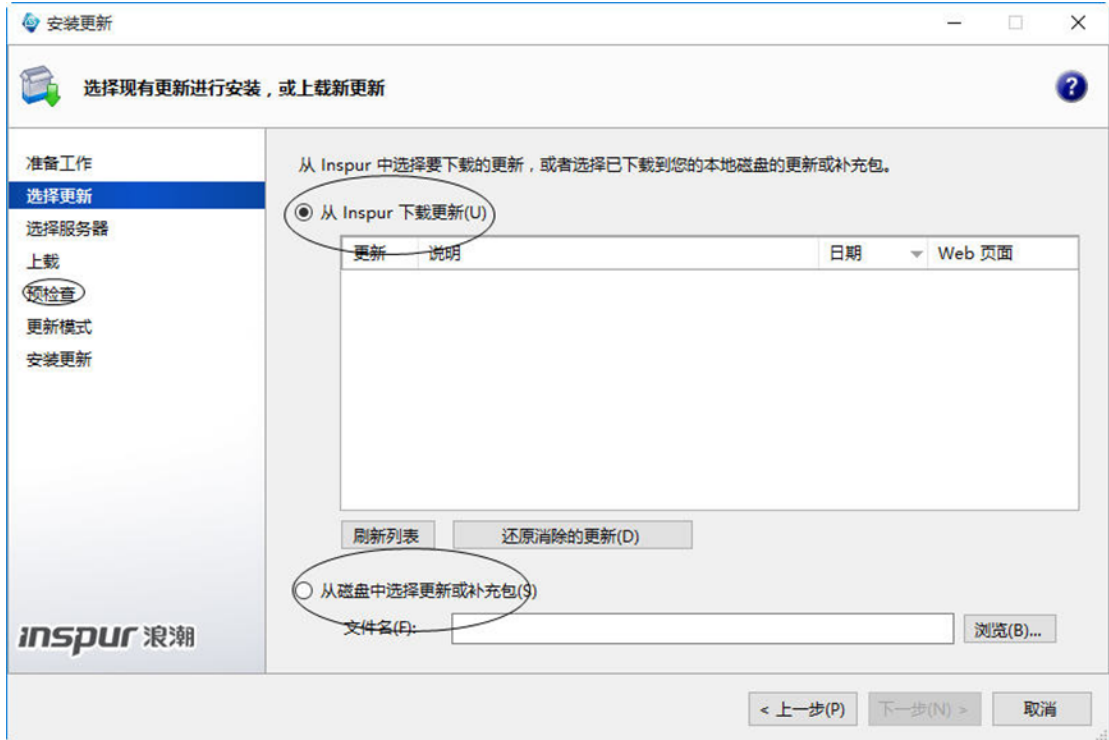 安装更新
选择现有更新进行安装，或上载新更新
?
准备工作
选择更新
选择服务器
上载
预检查
更新模式
安装更新
inspur 浪潮
从 Inspur 中选择要下载的更新，或者选择已下载到您的本地磁盘的更新或补充包。
从 Inspur 下载更新(U)
更新 说明 日期 Web 页面
刷新列表 还原消除的更新(D)
从磁盘中选择更新或补充包(S)
文件名(F): 浏览(B)...
< 上一步(P) 下一步(N) > 取消